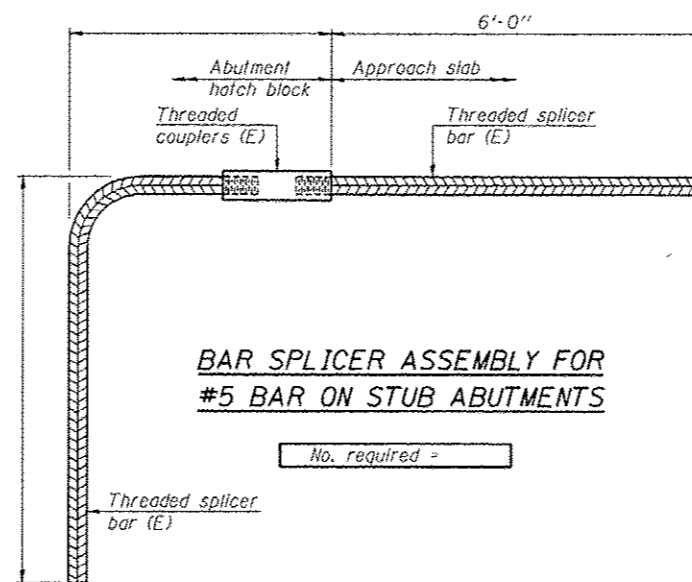 6'-0"
Abutment
hatch block
Approach slab
Threaded
couplers (E)
Threaded splicer
bar (E)
BAR SPLICER ASSEMBLY FOR
#5 BAR ON STUB ABUTMENTS
No. required =
Threaded splicer
bar (E)